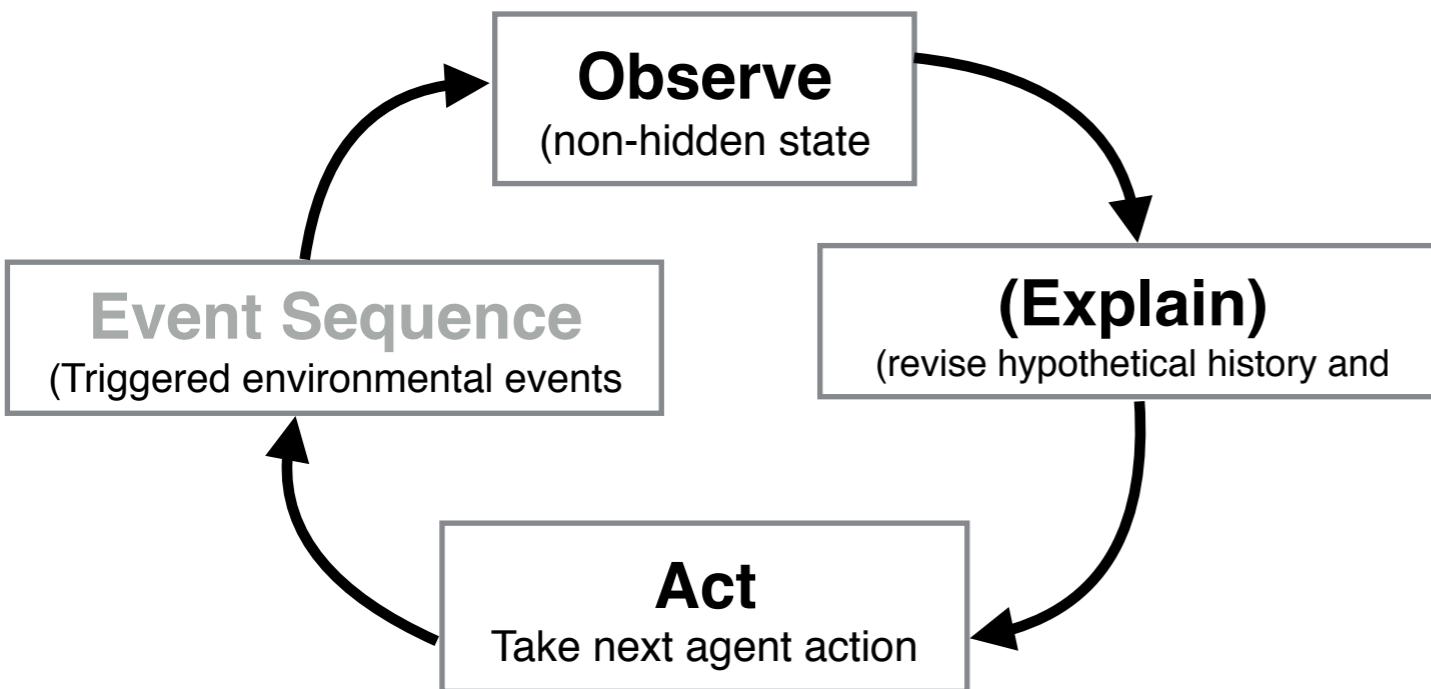 Observe
(non-hidden state
(Explain)
(revise hypothetical history and
Act
Take next agent action
Event Sequence
(Triggered environmental events